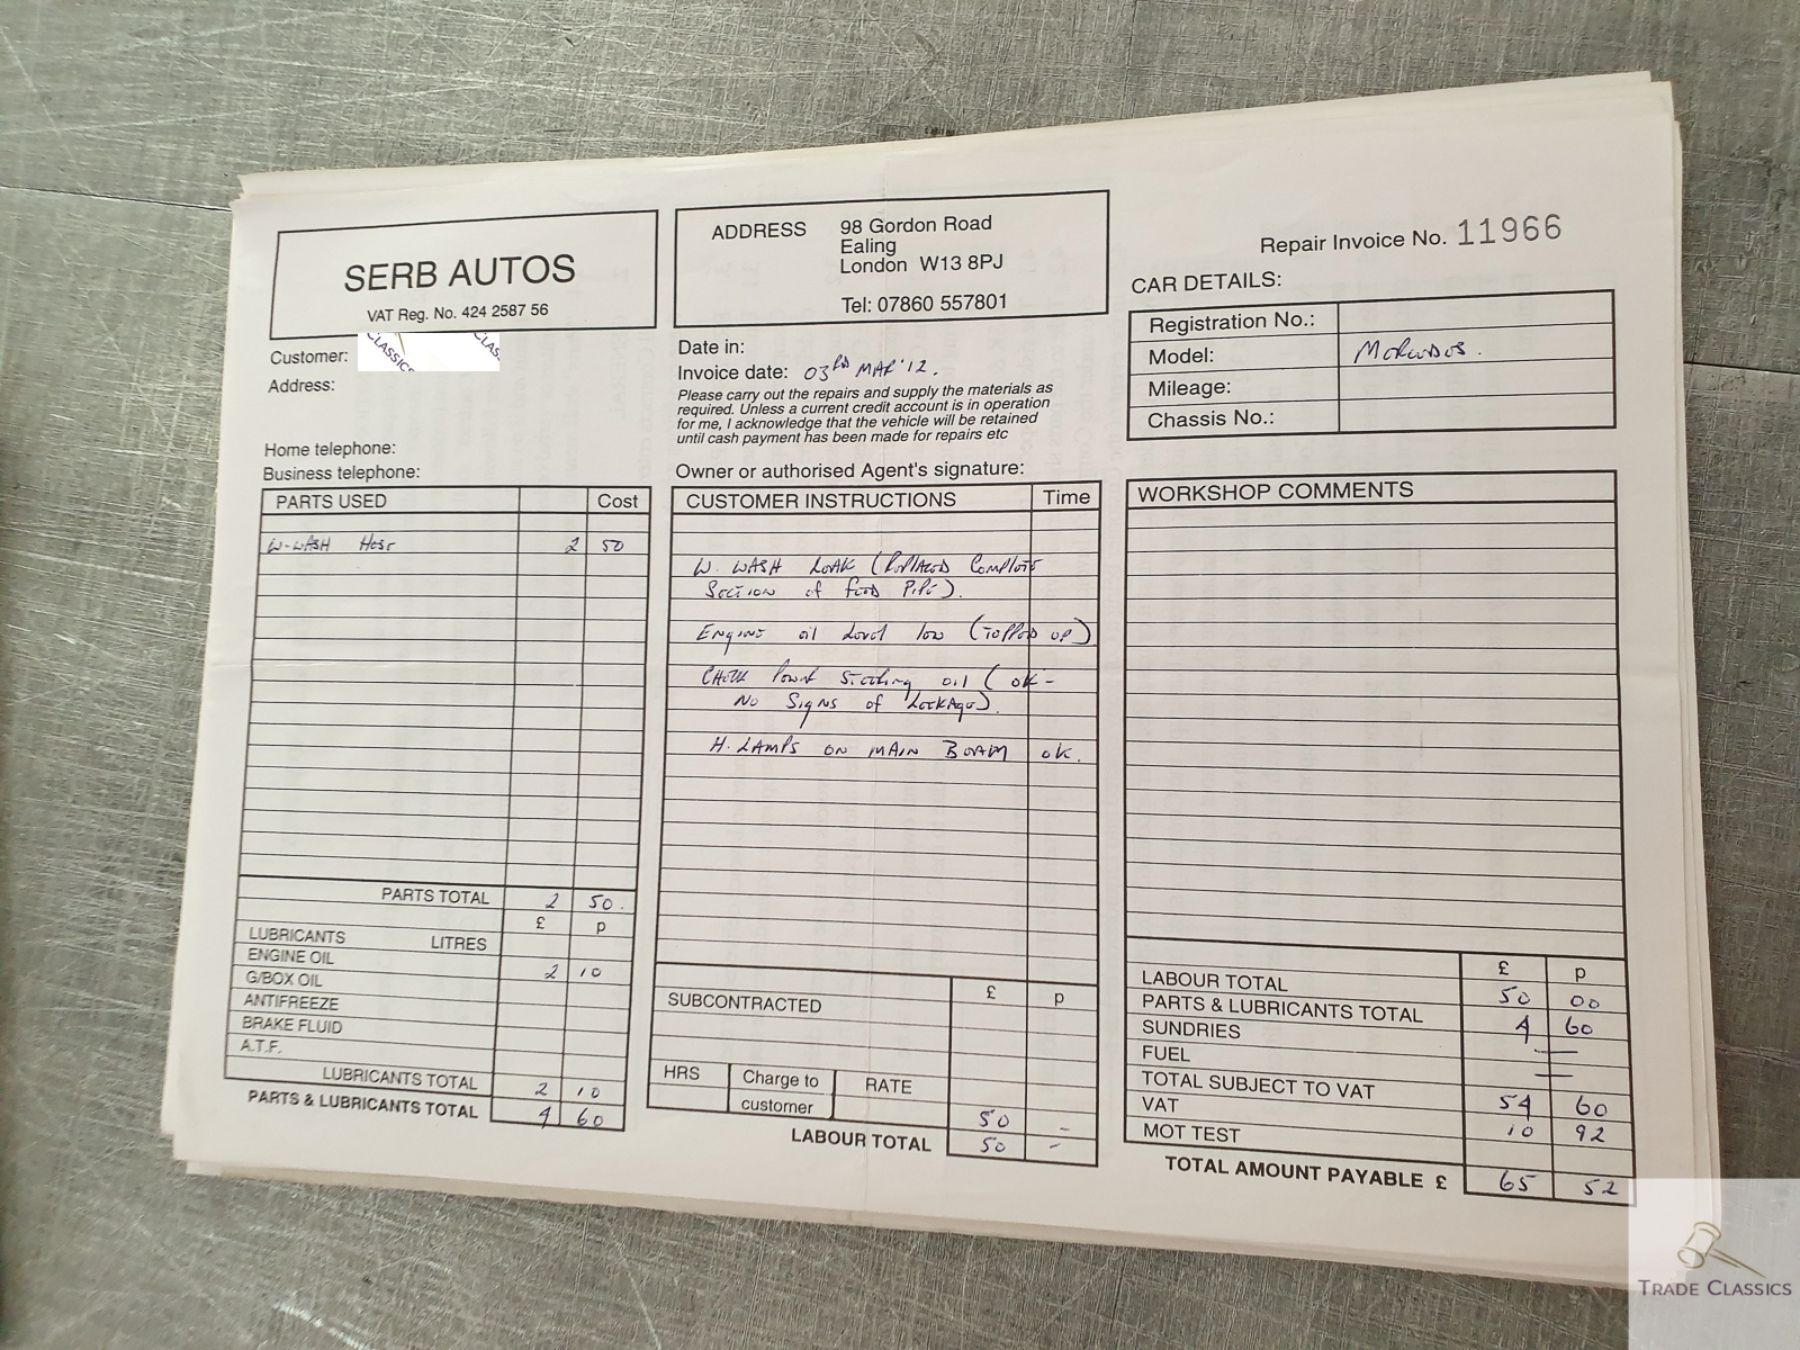 SERB AUTOS
VAT Reg. No. 424 2587 56
ADDRESS 98 Gordon Road
Ealing
London W13 8PJ
Tel: 07860 557801
Repair Invoice No. 11966
CAR DETAILS:
Registration No.:
Model: MERCEDES.
Mileage:
Chassis No.:
Customer:
CLASSICS
CLAS
Address:
Home telephone:
Business telephone:
Date in:
Invoice date: 03RD MAR '12.
Please carry out the repairs and supply the materials as
required. Unless a current credit account is in operation
for me, I acknowledge that the vehicle will be retained
until cash payment has been made for repairs etc
Owner or authorised Agent's signature:
PARTS USED Cost
W-WASH HOSE 2 50
PARTS TOTAL 2 50.
£ p
LUBRICANTS LITRES
ENGINE OIL 2 10
G/BOX OIL
ANTIFREEZE
BRAKE FLUID
A.T.F.
LUBRICANTS TOTAL 2 10
PARTS & LUBRICANTS TOTAL 4 60
CUSTOMER INSTRUCTIONS Time
W. WASH LEAK (REPLACED COMPLETE
SECTION of FEED PIPE).
ENGINE oil level low (TOPPED UP)
CHECK Power Steering oil (OK -
NO SIGNS of LEEKAGE).
H. LAMPS ON MAIN BEAM OK.
SUBCONTRACTED £ p
HRS Charge to customer RATE
50 -
LABOUR TOTAL 50 -
WORKSHOP COMMENTS
£ p
LABOUR TOTAL 50 00
PARTS & LUBRICANTS TOTAL 4 60
SUNDRIES —
FUEL —
TOTAL SUBJECT TO VAT 54 60
VAT 10 92
MOT TEST
TOTAL AMOUNT PAYABLE £ 65 52
TRADE CLASSICS